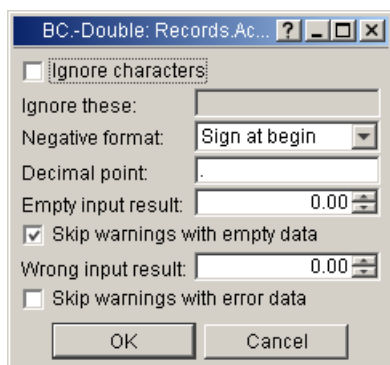 BC.-Double: Records.Ac...
Ignore characters
Ignore these:
Negative format: Sign at begin
Decimal point: .
Empty input result: 0.00
Skip warnings with empty data
Wrong input result: 0.00
Skip warnings with error data
OK Cancel